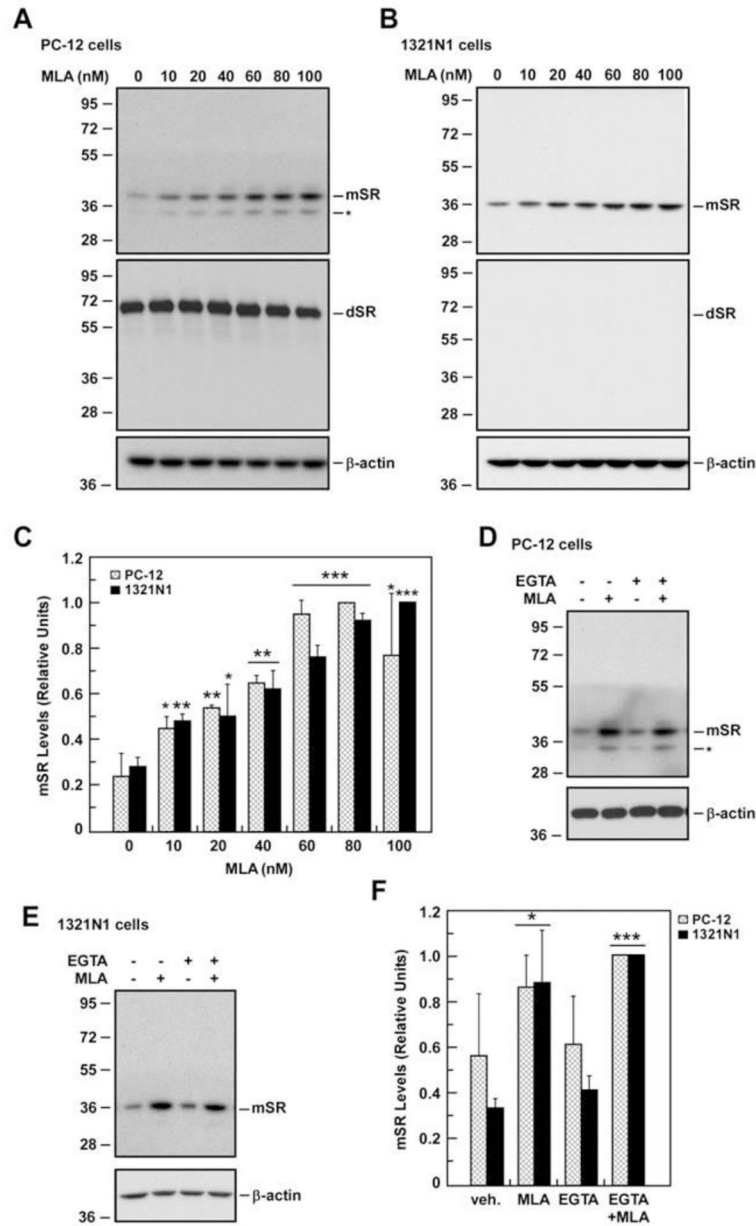 A
PC-12 cells
MLA (nM) 0 10 20 40 60 80 100
95
72
55
36
28
mSR
*
95
72
55
36
28
dSR
36
β-actin
B
1321N1 cells
MLA (nM) 0 10 20 40 60 80 100
95
72
55
36
28
mSR
95
72
55
36
28
dSR
36
β-actin
C
mSR Levels (Relative Units)
1.2
1.0
0.8
0.6
0.4
0.2
0
PC-12
1321N1
* **
** *
**
***
* ***
0 10 20 40 60 80 100
MLA (nM)
D
PC-12 cells
EGTA - - + +
MLA - + - +
95
72
55
36
28
mSR
*
36
β-actin
E
1321N1 cells
EGTA - - + +
MLA - + - +
95
72
55
36
28
mSR
36
β-actin
F
mSR Levels (Relative Units)
1.2
1.0
0.8
0.6
0.4
0.2
0
PC-12
1321N1
*
***
veh. MLA EGTA EGTA
+MLA